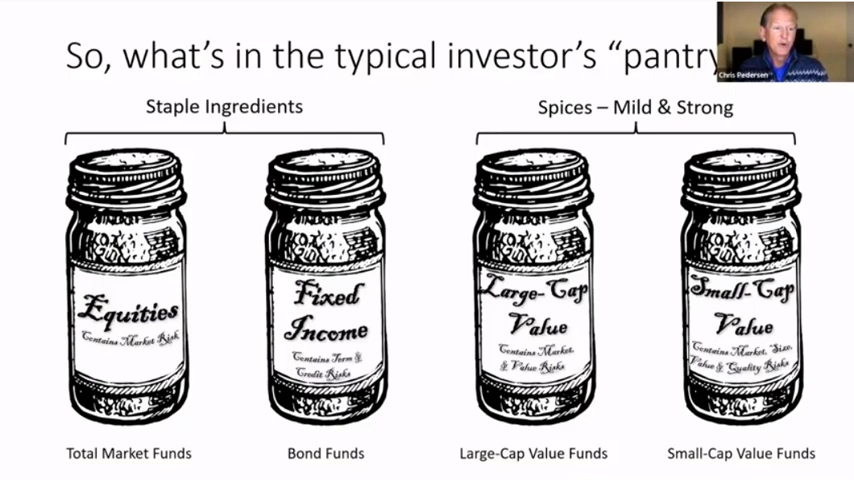 So, what's in the typical investor's “pantry
Chris Pedersen
Staple Ingredients
Spices – Mild & Strong
Equities
Contains Market Risk
Fixed
Income
Contains Term &
Credit Risks
Large-Cap
Value
Contains Market,
& Value Risks
Small-Cap
Value
Contains Market, Size,
Value & Quality Risks
Total Market Funds
Bond Funds
Large-Cap Value Funds
Small-Cap Value Funds